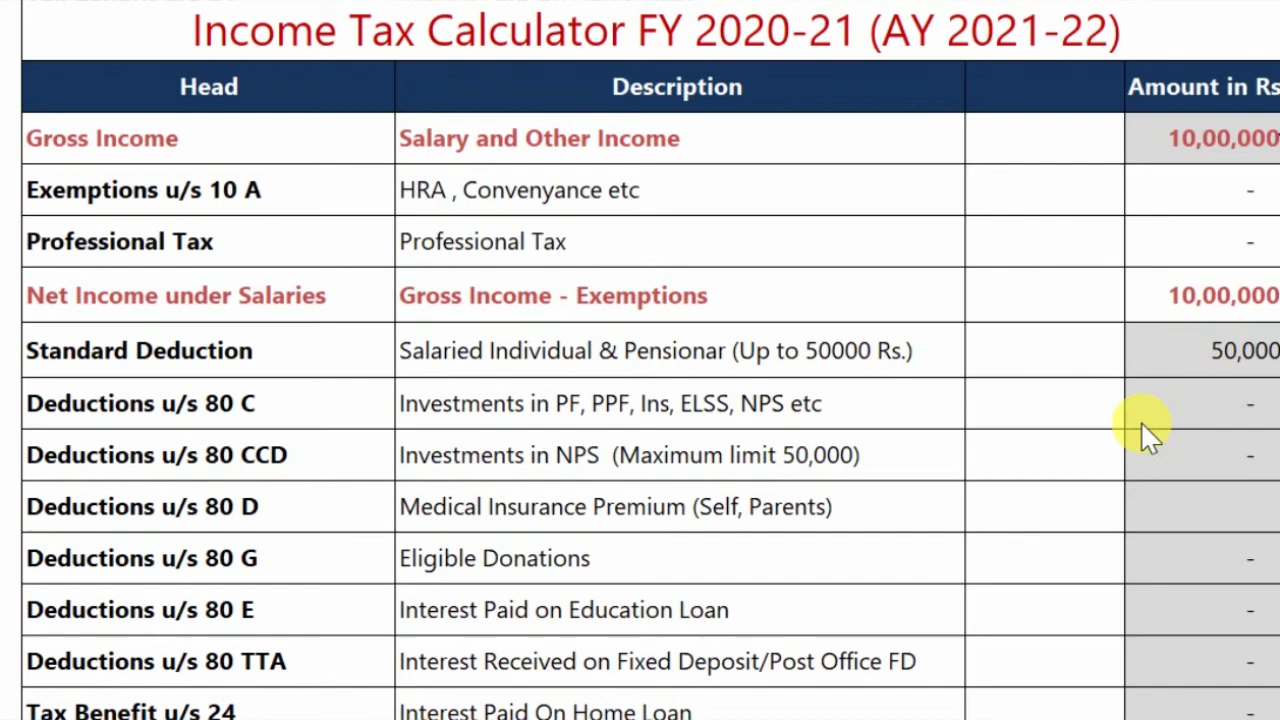 Income Tax Calculator FY 2020-21 (AY 2021-22)
Head Description Amount in Rs
Gross Income Salary and Other Income 10,00,000
Exemptions u/s 10 A HRA , Convenyance etc -
Professional Tax Professional Tax -
Net Income under Salaries Gross Income - Exemptions 10,00,000
Standard Deduction Salaried Individual & Pensionar (Up to 50000 Rs.) 50,000
Deductions u/s 80 C Investments in PF, PPF, Ins, ELSS, NPS etc -
Deductions u/s 80 CCD Investments in NPS (Maximum limit 50,000) -
Deductions u/s 80 D Medical Insurance Premium (Self, Parents)
Deductions u/s 80 G Eligible Donations -
Deductions u/s 80 E Interest Paid on Education Loan -
Deductions u/s 80 TTA Interest Received on Fixed Deposit/Post Office FD -
Tax Benefit u/s 24 Interest Paid On Home Loan -